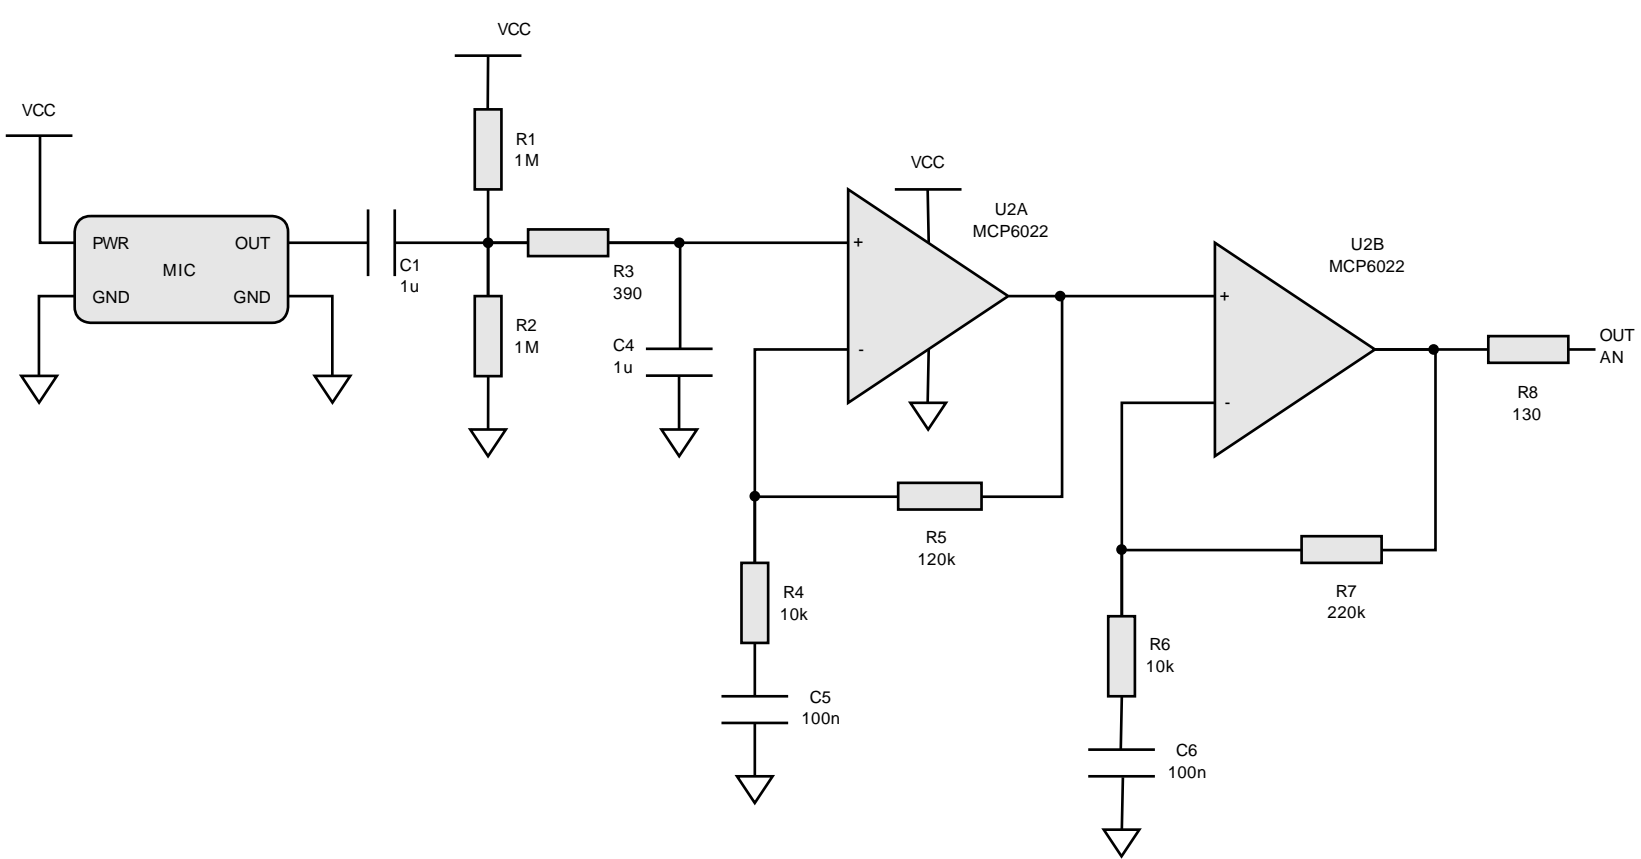 VCC
VCC
R1
1M
VCC
U2A
MCP6022
PWR
OUT
MIC
GND
GND
C1
1u
R3
390
R2
1M
C4
1u
+
-
U2B
MCP6022
+
-
OUT
AN
R8
130
R5
120k
R4
10k
R7
220k
R6
10k
C5
100n
C6
100n